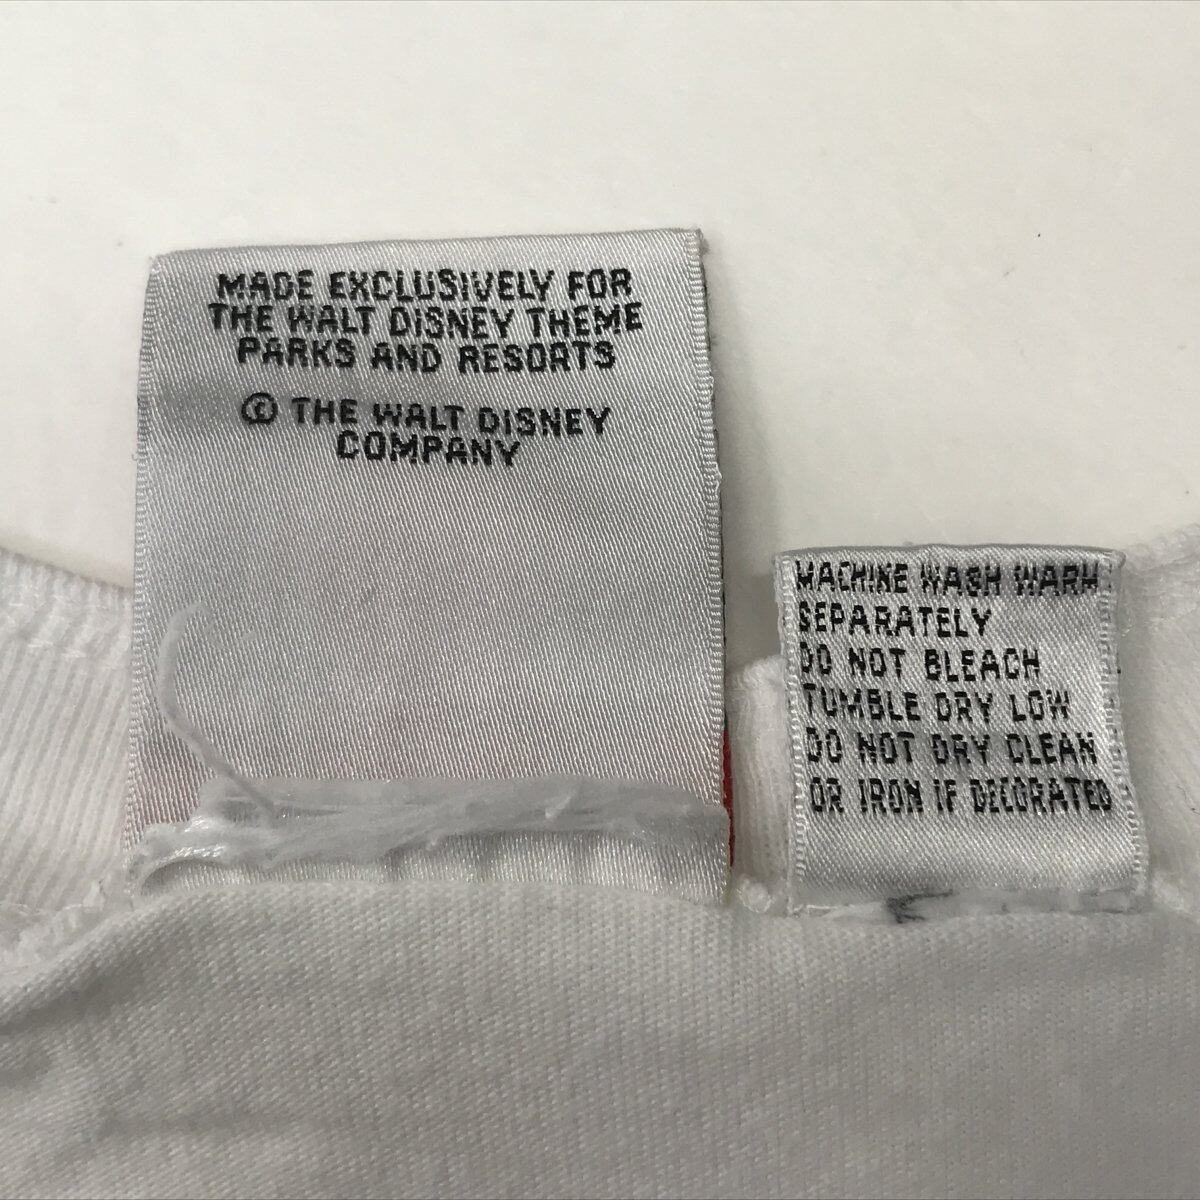 MADE EXCLUSIVELY FOR
THE WALT DISNEY THEME
PARKS AND RESORTS
© THE WALT DISNEY
COMPANY
MACHINE WASH WARM
SEPARATELY
DO NOT BLEACH
TUMBLE DRY LOW
DO NOT DRY CLEAN
OR IRON IF DECORATED